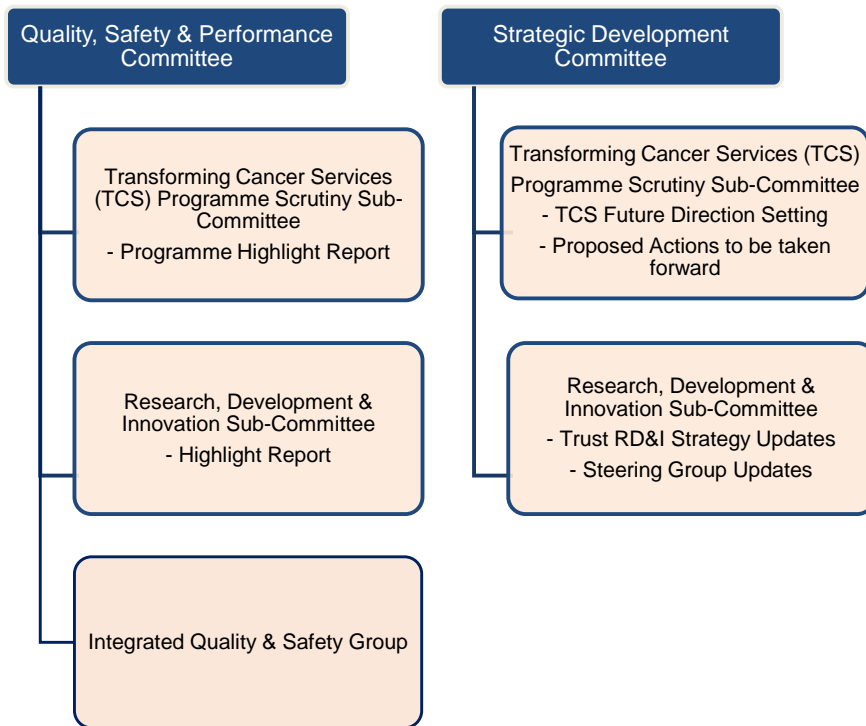 Quality, Safety & Performance
Committee
Transforming Cancer Services
(TCS) Programme Scrutiny Sub-
Committee
- Programme Highlight Report
Research, Development &
Innovation Sub-Committee
- Highlight Report
Integrated Quality & Safety Group
Strategic Development
Committee
Transforming Cancer Services (TCS)
Programme Scrutiny Sub-Committee
- TCS Future Direction Setting
- Proposed Actions to be taken
forward
Research, Development &
Innovation Sub-Committee
- Trust RD&I Strategy Updates
- Steering Group Updates